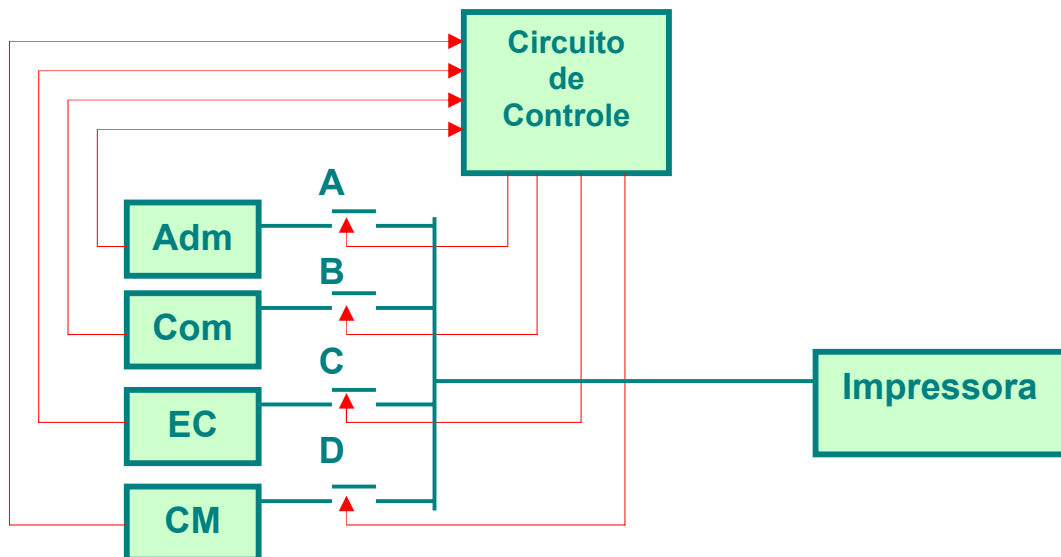 Circuito
de
Controle
A
Adm
B
Com
C
Impressora
EC
D
CM